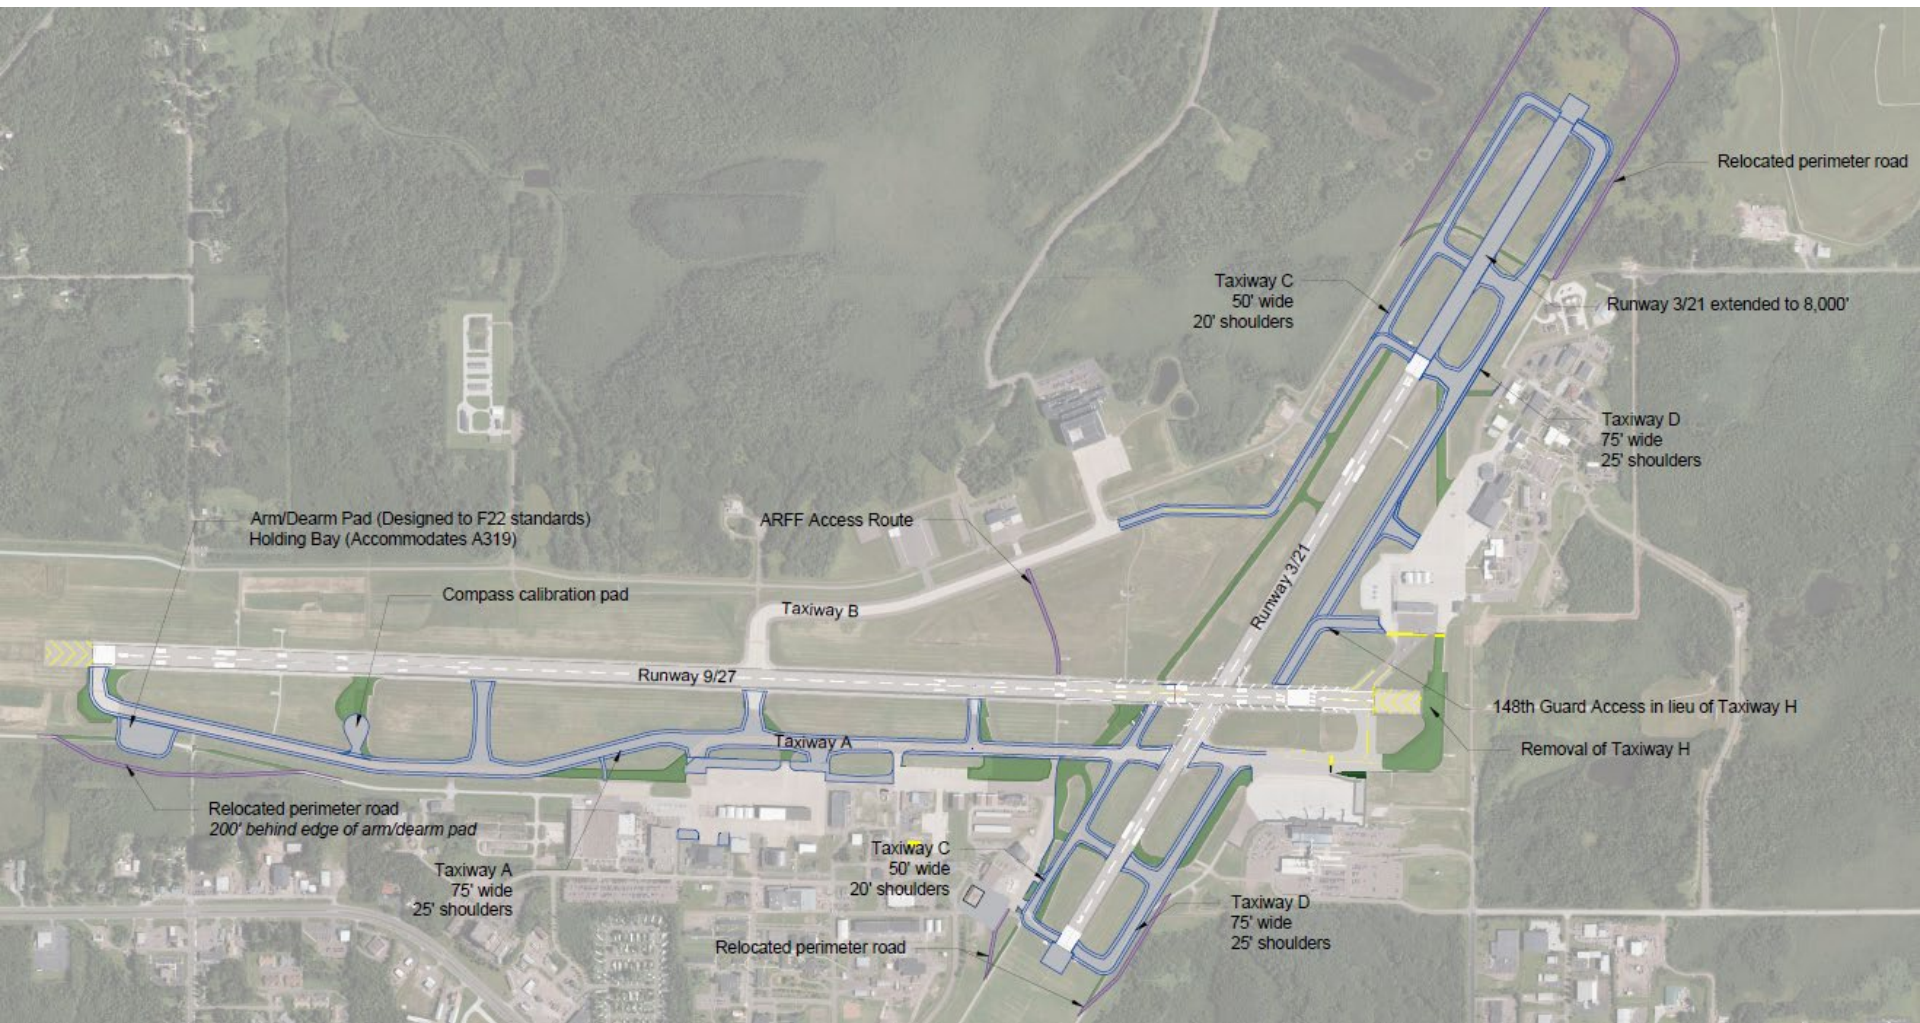 Relocated perimeter road
Taxiway C
50' wide
20' shoulders
Runway 3/21 extended to 8,000'
Taxiway D
75' wide
25' shoulders
Arm/Dearm Pad (Designed to F22 standards)
Holding Bay (Accommodates A319)
ARFF Access Route
Compass calibration pad
Taxiway B
Runway 3/21
Runway 9/27
148th Guard Access in lieu of Taxiway H
Taxiway A
Removal of Taxiway H
Relocated perimeter road
200' behind edge of arm/dearm pad
Taxiway A
75' wide
25' shoulders
Taxiway C
50' wide
20' shoulders
Taxiway D
75' wide
25' shoulders
Relocated perimeter road